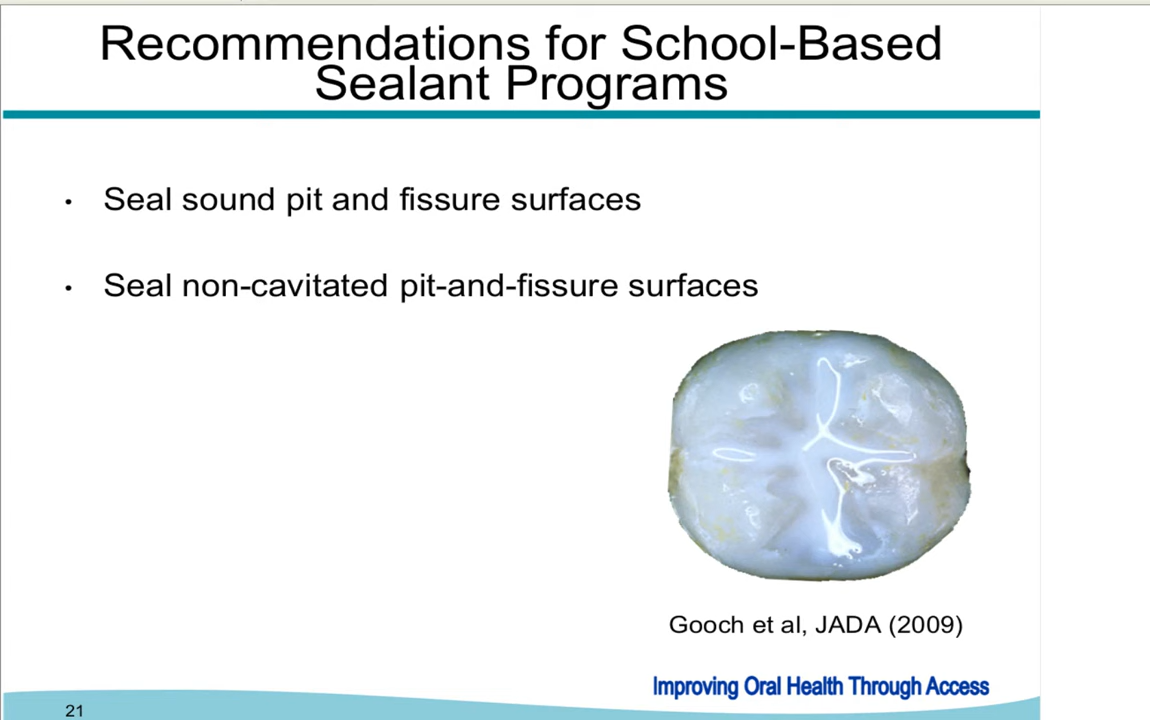 Recommendations for School-Based
Sealant Programs
• Seal sound pit and fissure surfaces
• Seal non-cavitated pit-and-fissure surfaces
Gooch et al, JADA (2009)
Improving Oral Health Through Access
21